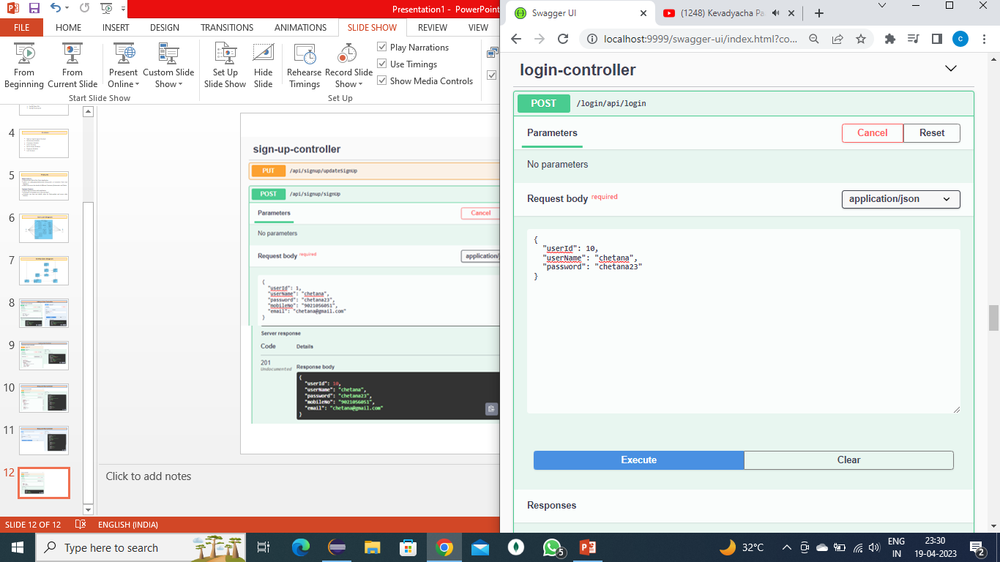 Presentation1 - PowerPoint
FILE
HOME
INSERT
DESIGN
TRANSITIONS
ANIMATIONS
SLIDE SHOW
REVIEW
VIEW
From Beginning
From Current Slide
Present Online
Custom Slide Show
Start Slide Show
Set Up Slide Show
Hide Slide
Rehearse Timings
Record Slide Show
Play Narrations
Use Timings
Show Media Controls
Set Up
4
5
6
7
8
9
10
11
12
sign-up-controller
PUT /api/signup/updateSignUp
POST /api/signup/signUp
Parameters
Cancel
No parameters
Request body required
application/
{
"userId": 1,
"userName": "chetana",
"password": "chetana23",
"mobileNo": "9021056051",
"email": "chetana@gmail.com"
}
Server response
Code Details
201
Undocumented
Response body
{
"userId": 10,
"userName": "chetana",
"password": "chetana23",
"mobileNo": "9021056051",
"email": "chetana@gmail.com"
}
Click to add notes
SLIDE 12 OF 12
ENGLISH (INDIA)
Swagger UI
(1248) Kevadyacha Pa
localhost:9999/swagger-ui/index.html?co...
c
login-controller
POST /login/api/login
Parameters
Cancel
Reset
No parameters
Request body required
application/json
{
"userId": 10,
"userName": "chetana",
"password": "chetana23"
}
Execute
Clear
Responses
Type here to search
5
32°C
ENG
IN
23:30
19-04-2023
2